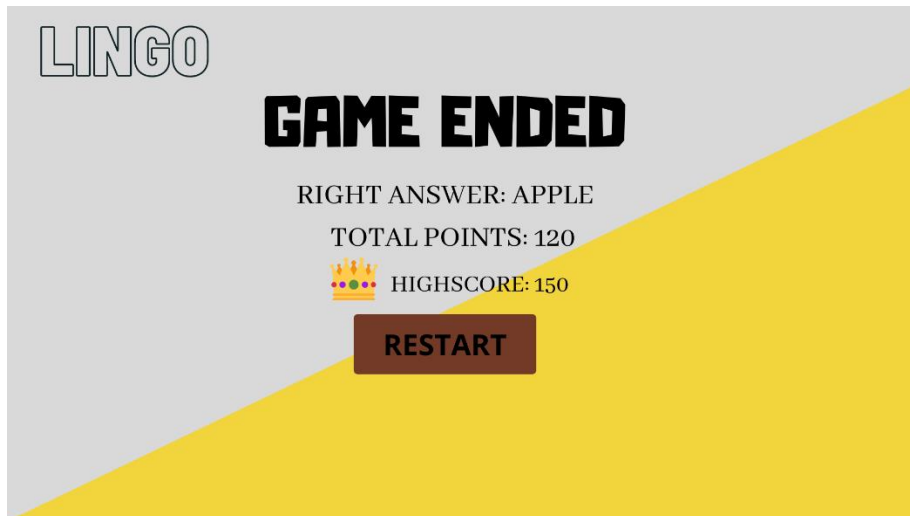 LINGO
GAME ENDED
RIGHT ANSWER: APPLE
TOTAL POINTS: 120
HIGHSCORE: 150
RESTART